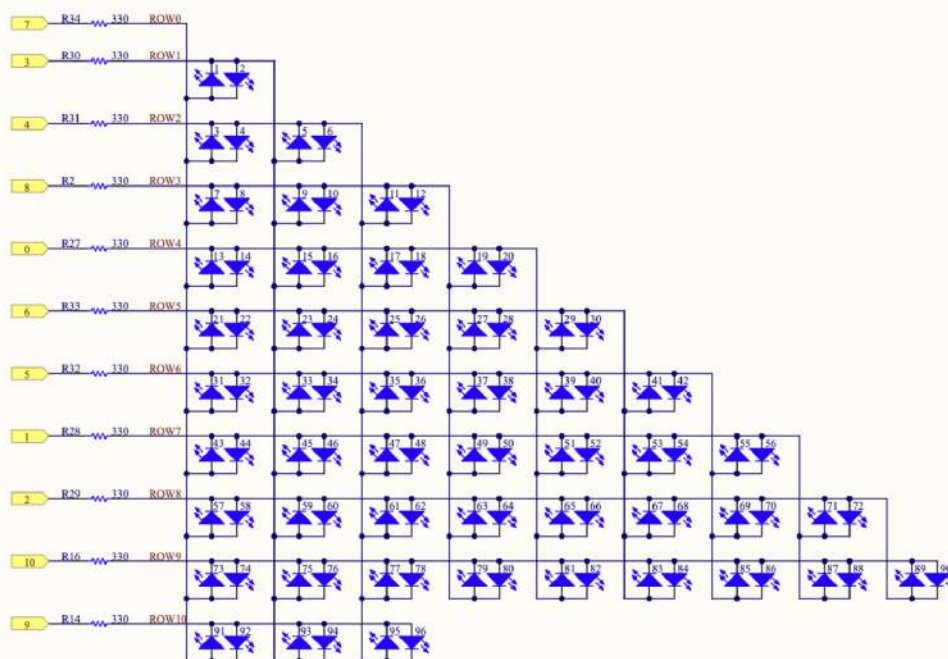 7 R34 330 ROW0
3 R30 330 ROW1
1 2
4 R31 330 ROW2
3 4 5 6
8 R2 330 ROW3
7 8 9 10 11 12
0 R27 330 ROW4
13 14 15 16 17 18 19 20
6 R33 330 ROW5
21 22 23 24 25 26 27 28 29 30
5 R32 330 ROW6
31 32 33 34 35 36 37 38 39 40 41 42
1 R28 330 ROW7
43 44 45 46 47 48 49 50 51 52 53 54 55 56
2 R29 330 ROW8
57 58 59 60 61 62 63 64 65 66 67 68 69 70 71 72
10 R16 330 ROW9
73 74 75 76 77 78 79 80 81 82 83 84 85 86 87 88 89 90
9 R14 330 ROW10
91 92 93 94 95 96